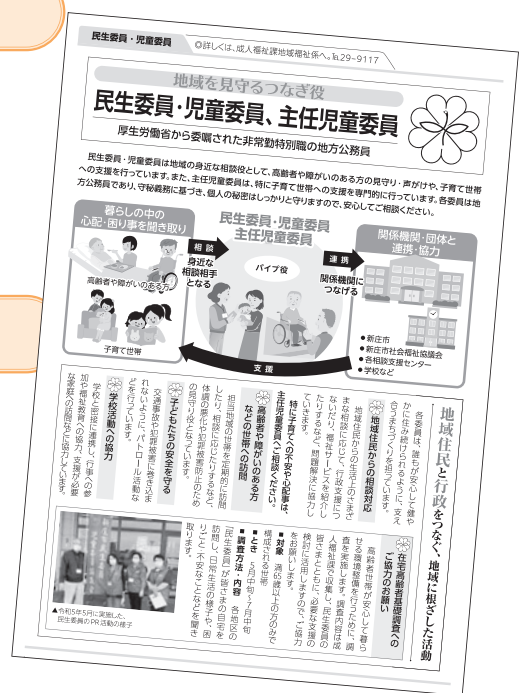 民生委員・児童委員
◎詳しくは、成人福祉課地域福祉係へ。℡29-9117
地域を見守るつなぎ役
民生委員・児童委員、主任児童委員
厚生労働省から委嘱された非常勤特別職の地方公務員
民生委員・児童委員は地域の身近な相談役として、高齢者や障がいのある方の見守り・声がけや、子育て世帯
への支援を行っています。また、主任児童委員は、特に子育て世帯への支援を専門的に行っています。各委員は地
方公務員であり、守秘義務に基づき、個人の秘密はしっかりと守りますので、安心してご相談ください。
暮らしの中の
心配・困り事を聞き取り
高齢者や障がいのある方
子育て世帯
相談
身近な
相談相手
となる
民生委員・児童委員
主任児童委員
パイプ役
連携
関係機関に
つなげる
関係機関・団体と
連携・協力
●新庄市
●新庄市社会福祉協議会
●各相談支援センター
●学校など
支援
地域住民と行政をつなぐ、地域に根ざした活動
各委員は、誰もが安心して健や
かに住み続けられるように、支え
合うまちづくりを担っています。
地域住民からの相談対応
地域住民からの生活上のさまざ
まな相談に応じて、行政支援につ
ないだり、福祉サービスを紹介し
たりするなど、問題解決に協力し
ていきます。
特に子育てへの不安や心配事は、
主任児童委員へご相談ください。
高齢者や障がいのある方
などの世帯への訪問
担当地域の世帯を定期的に訪問
したり、相談に応じたりするなど、
体調の悪化や犯罪被害防止のため
の見守り役となっています。
子どもたちの安全を守る
交通事故や犯罪被害に巻き込ま
れないように、パトロール活動な
どを行っています。
学校活動への協力
学校と密接に連携し、行事への参
加や福祉教育への協力、支援が必要
な家庭への訪問などに協力しています。
在宅高齢者基礎調査への
ご協力のお願い
高齢者世帯が安心して暮ら
せる環境整備を行うために、調
査を実施します。調査内容は成
人福祉課で収集し、民生委員の
皆さまとともに、必要な支援の
検討に活用しますので、ご協力
をお願いします。
■対象 満65歳以上の方のみで
構成される世帯
■とき 5月中旬～7月中旬
■調査方法・内容 各地区の
「民生委員」が皆さまの自宅を
訪問し、日常生活の様子や、困
りごと・不安なことなどを聞き
取ります。
▲令和5年5月に実施した、
民生委員のPR活動の様子